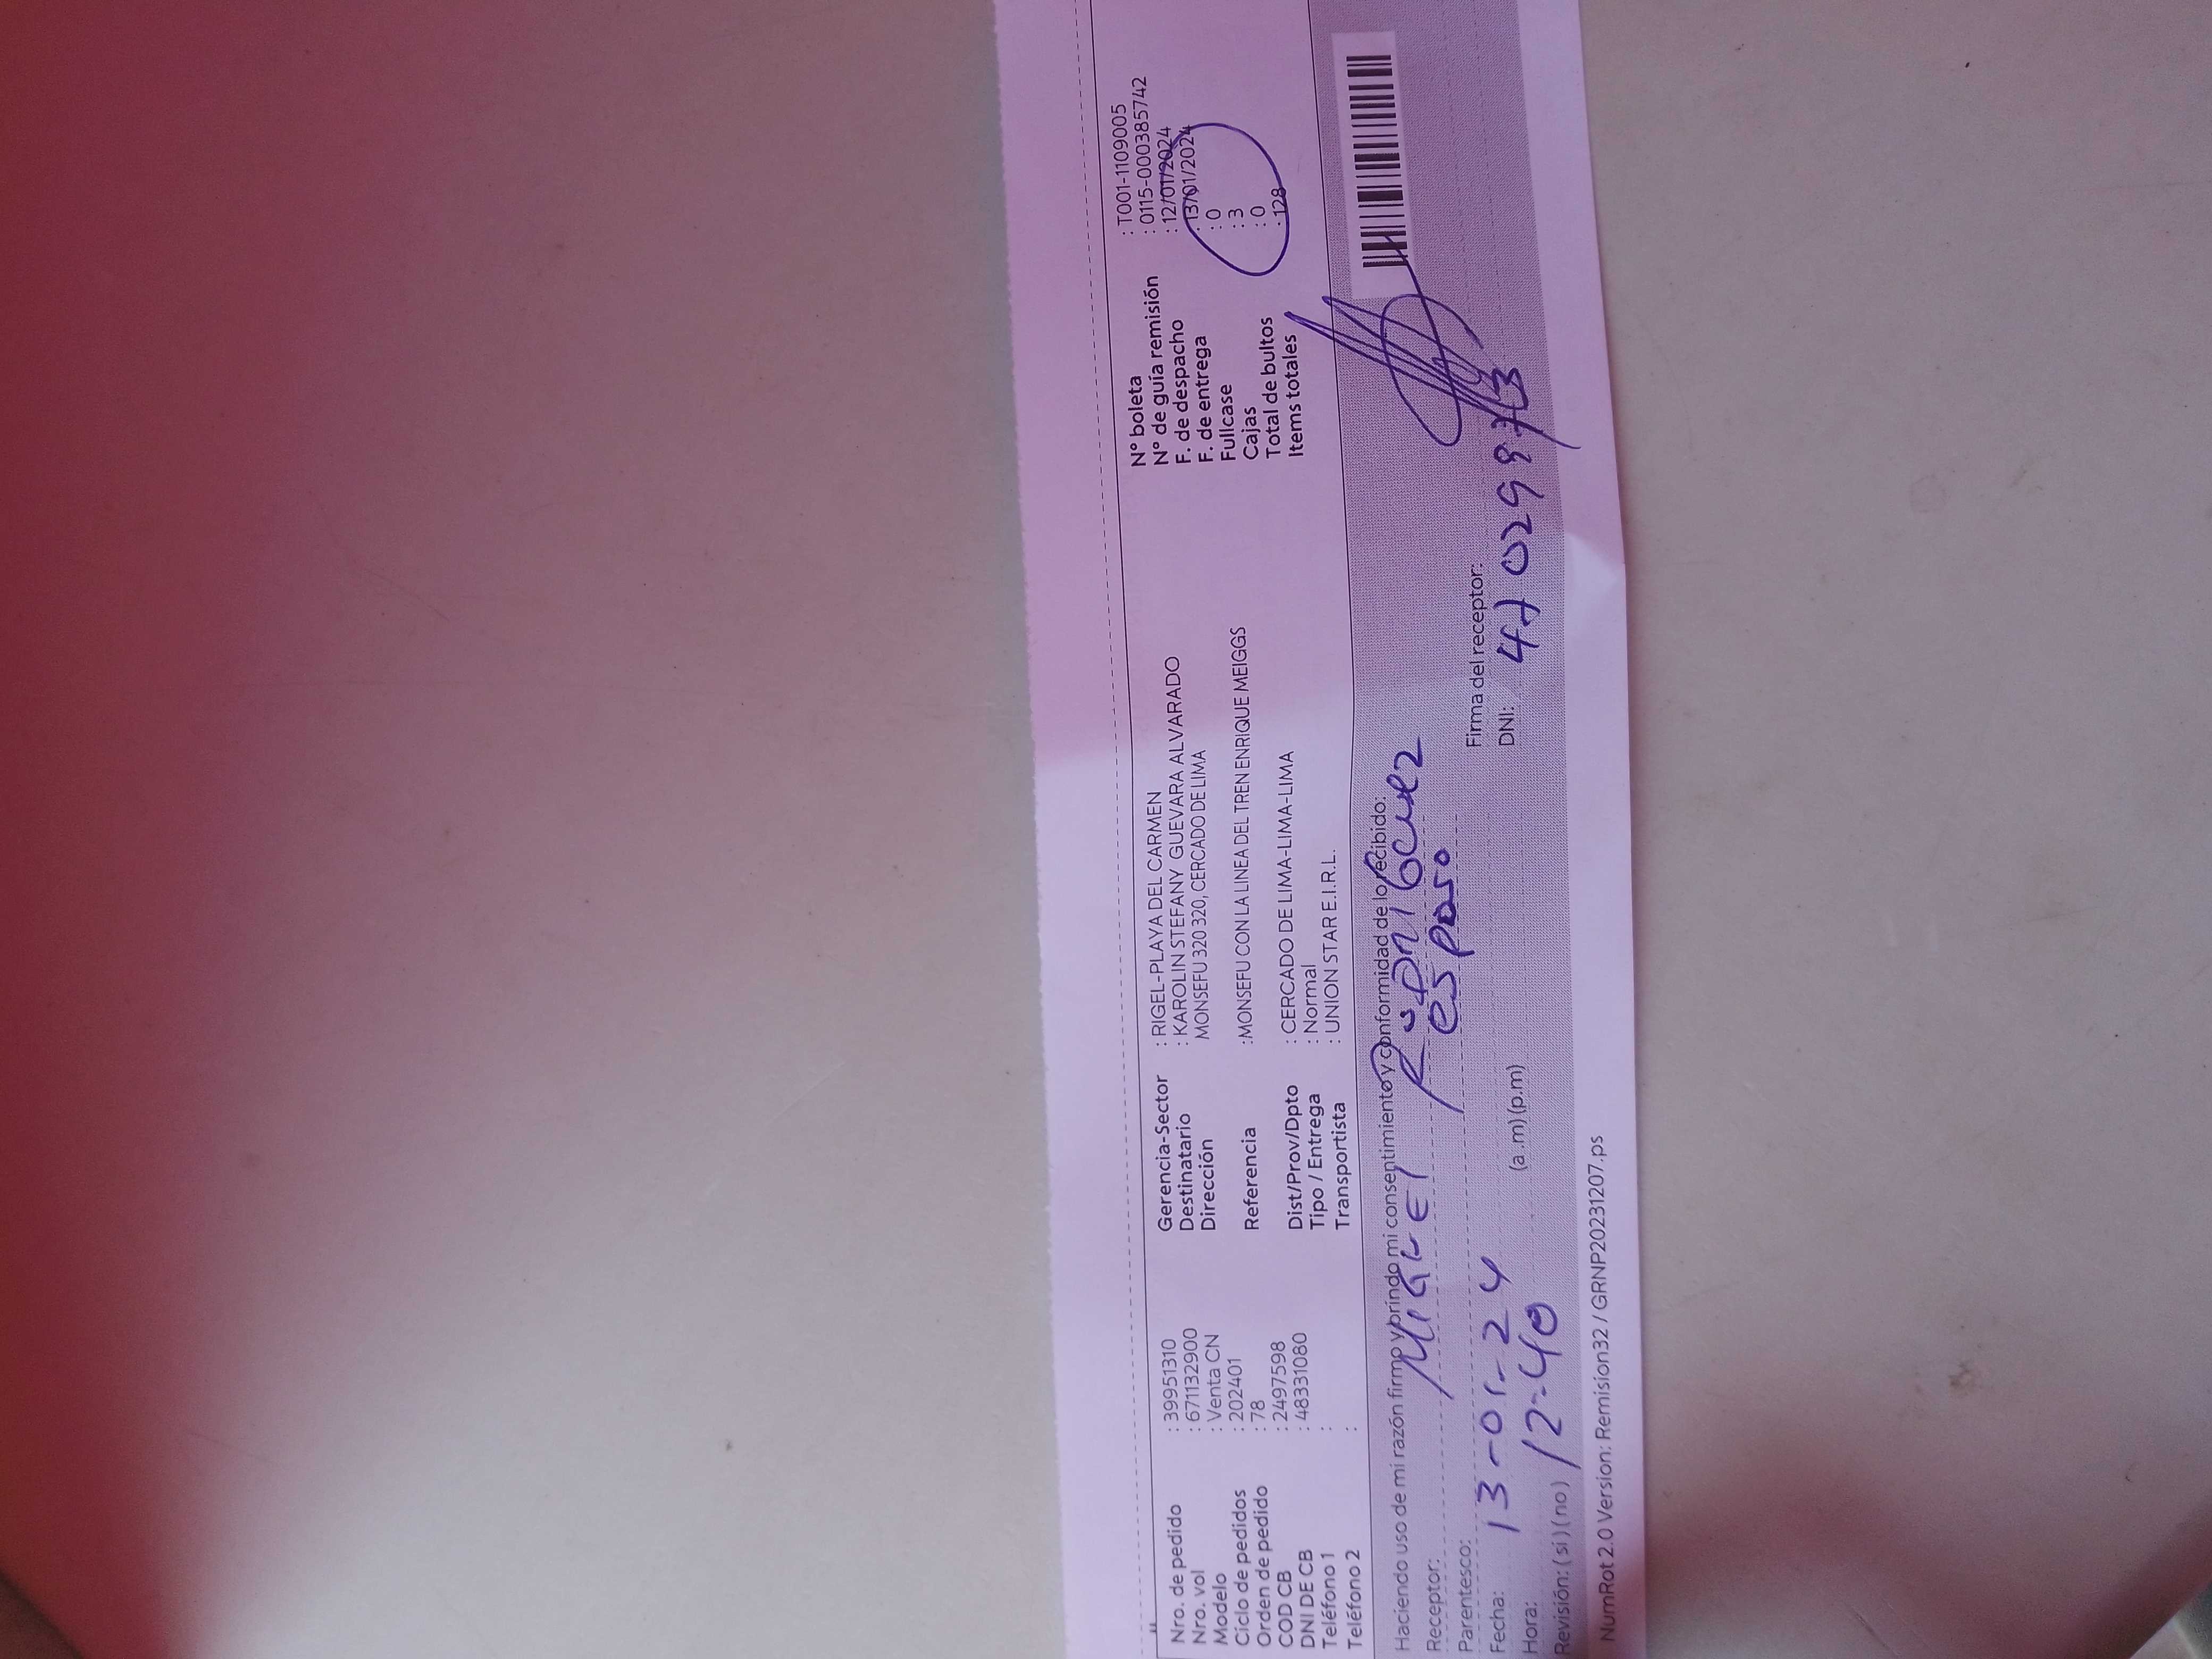 Nro. de pedido : 39951310
Nro. vol : 671132900
Modelo : Venta CN
Ciclo de pedidos : 202401
Orden de pedido : 78
COD CB : 24975598
DNI DE CB : 48331080
Teléfono 1 :
Teléfono 2 :
Gerencia-Sector : RIGEL-PLAYA DEL CARMEN
Destinatario : KAROLIN STEFANY GUEVARA ALVARADO
Dirección MONSEFU 320 320, CERCADO DE LIMA
Referencia :MONSEFU CON LA LINEA DEL TREN ENRIQUE MEIGGS
Dist/Prov/Dpto : CERCADO DE LIMA-LIMA-LIMA
Tipo / Entrega : Normal
Transportista : UNION STAR E.I.R.L.
N° boleta : T001-1109005
N° de guía remisión : 0115-000385742
F. de despacho : 12/01/2024
F. de entrega : 13/01/2024
Fullcase : 0
Cajas : 3
Total de bultos : 0
Items totales : 128
Haciendo uso de mi razón firmo y brindo mi consentimiento y conformidad de lo recibido:
Receptor: Miguel
Parentesco: esposo
Fecha: 13-01-24
Hora: 12-40 (a .m) (p.m)
Revisión: ( si ) ( no )
Firma del receptor:
DNI:
NumRot 2.0 Version: Remision32 / GRNP20231207.ps